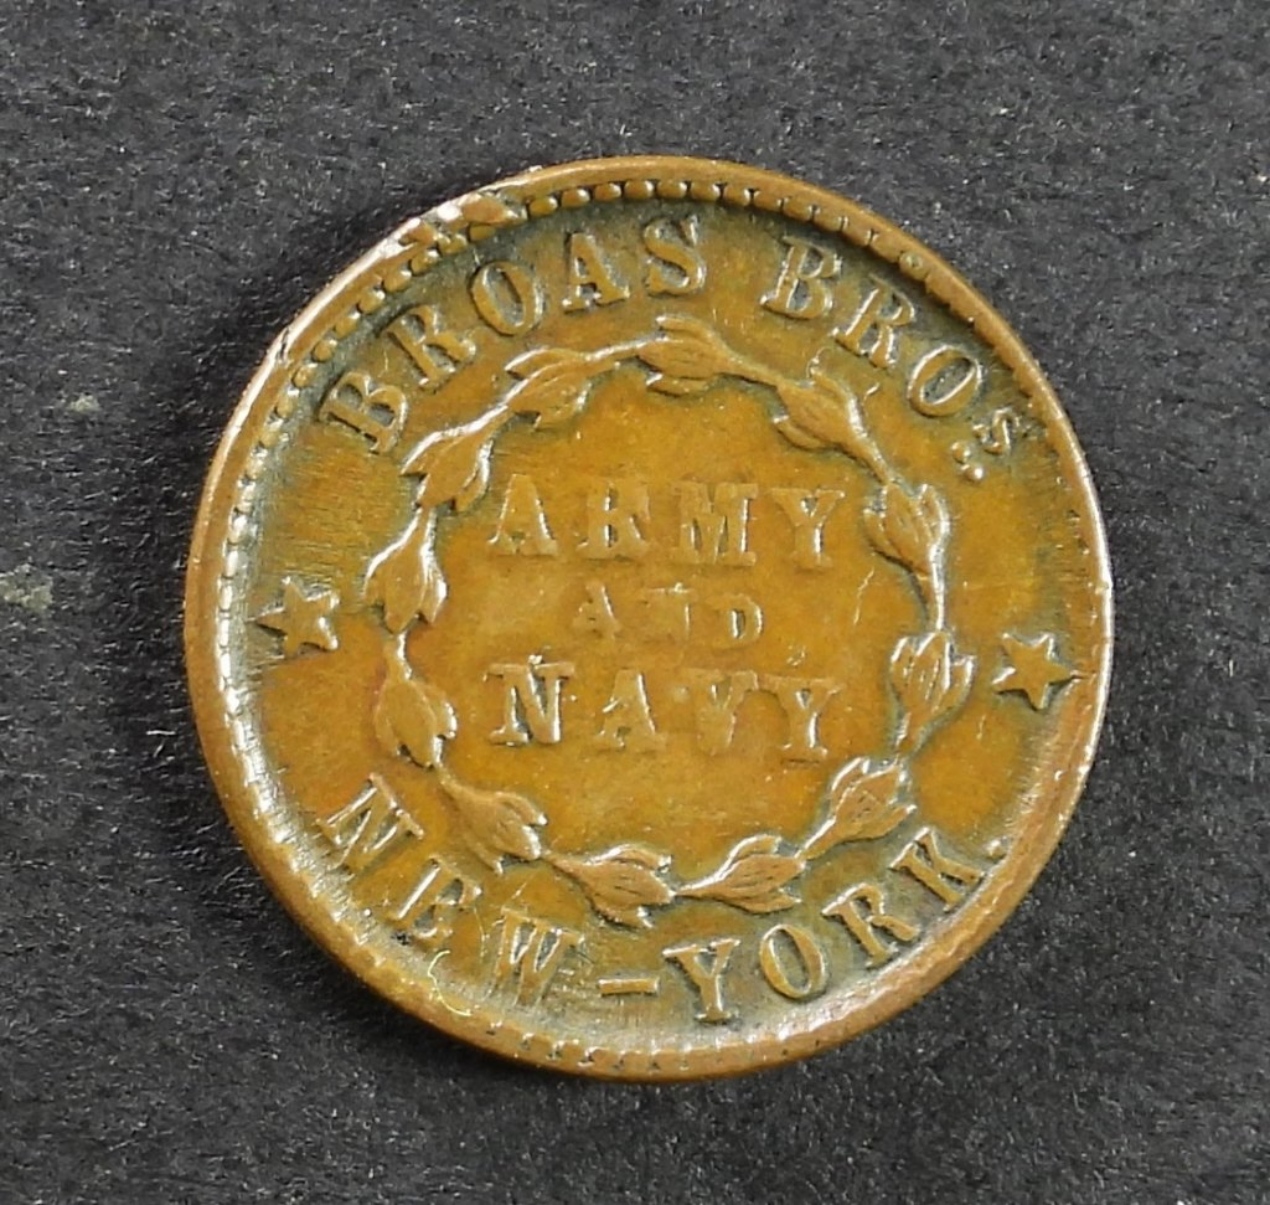 BROAS BROs.
ARMY
AND
NAVY
NEW-YORK.